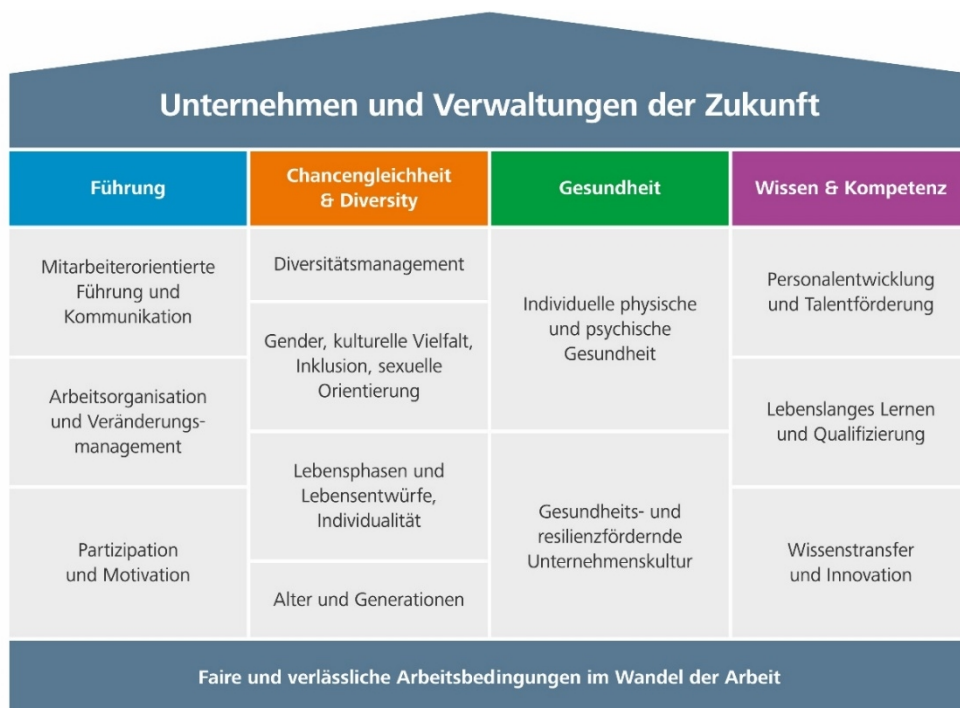 Unternehmen und Verwaltungen der Zukunft
Führung
Chancengleichheit
& Diversity
Gesundheit
Wissen & Kompetenz
Mitarbeiterorientierte
Führung und
Kommunikation
Arbeitsorganisation
und Veränderungs-
management
Partizipation
und Motivation
Diversitätsmanagement
Gender, kulturelle Vielfalt,
Inklusion, sexuelle
Orientierung
Lebensphasen und
Lebensentwürfe,
Individualität
Alter und Generationen
Individuelle physische
und psychische
Gesundheit
Gesundheits- und
resilienzfördernde
Unternehmenskultur
Personalentwicklung
und Talentförderung
Lebenslanges Lernen
und Qualifizierung
Wissenstransfer
und Innovation
Faire und verlässliche Arbeitsbedingungen im Wandel der Arbeit